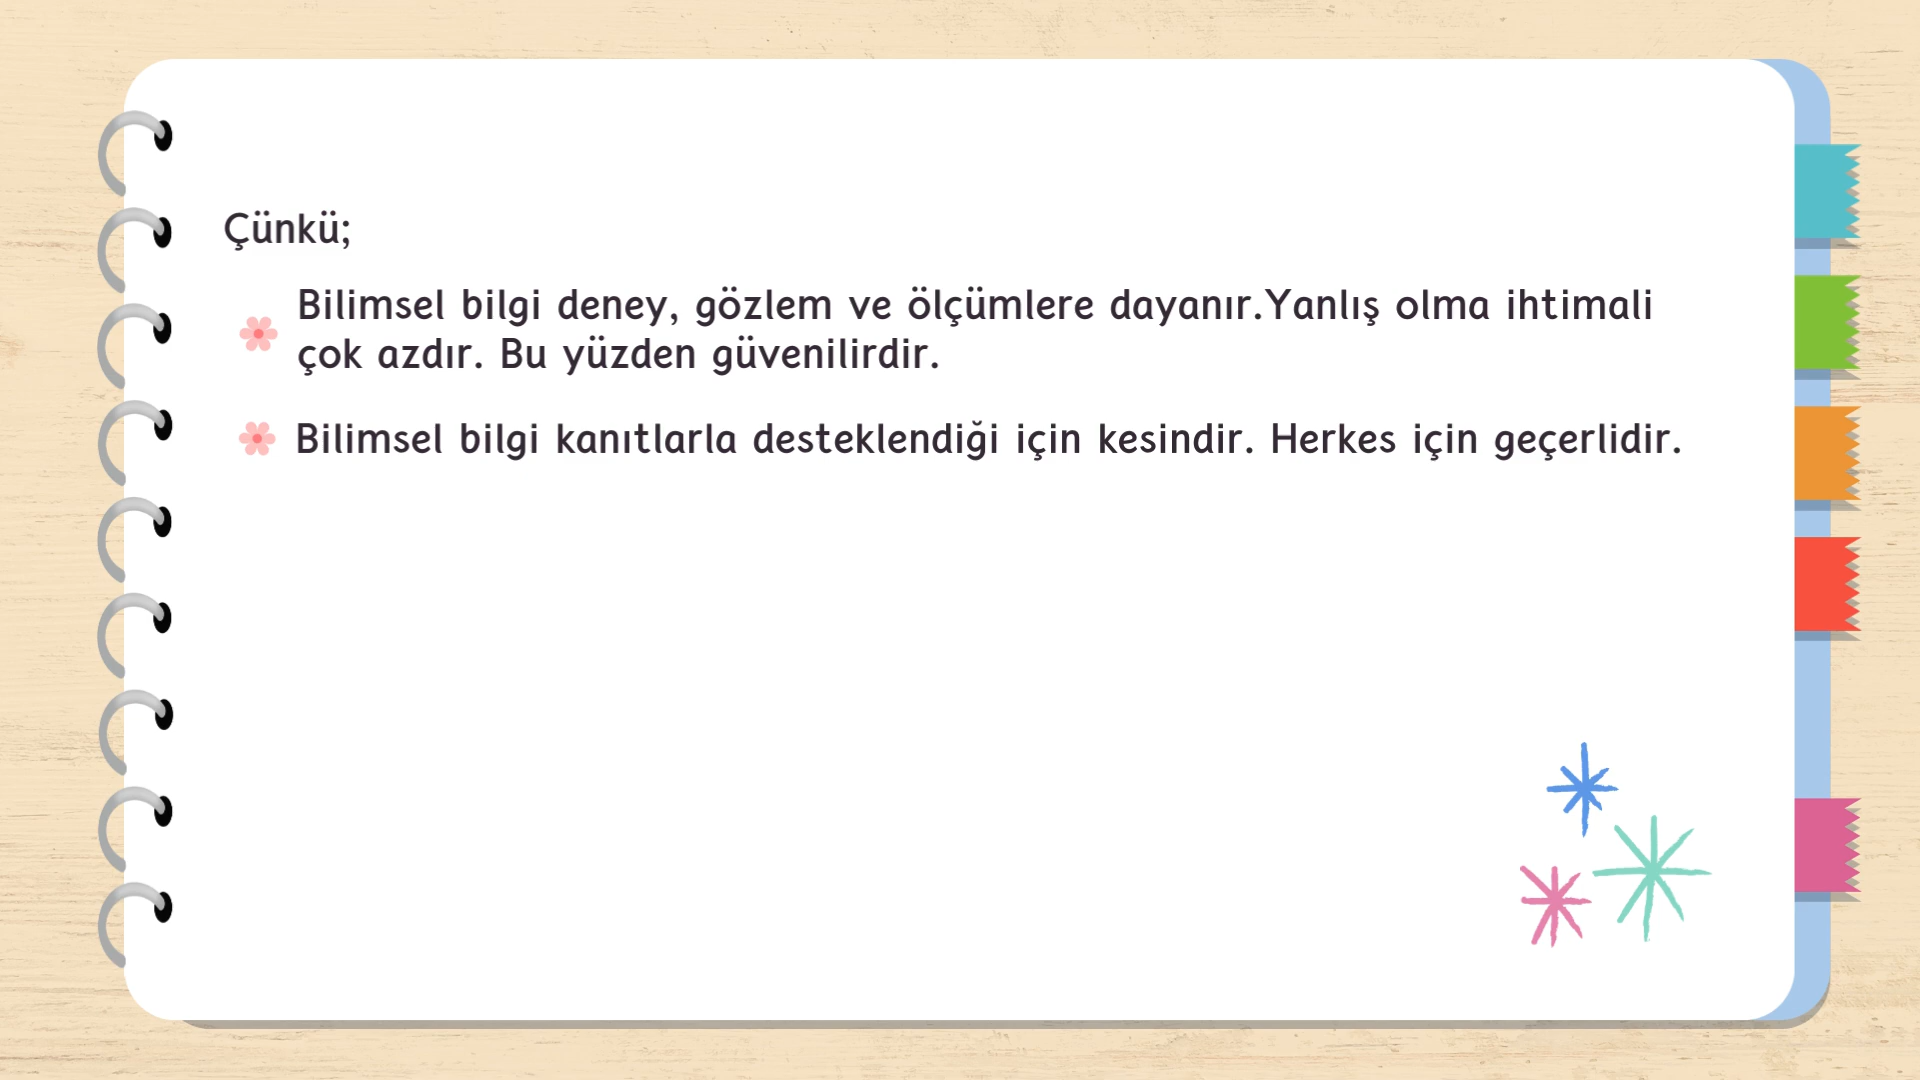 Çünkü;
Bilimsel bilgi deney, gözlem ve ölçümlere dayanır.Yanlış olma ihtimali
çok azdır. Bu yüzden güvenilirdir.
Bilimsel bilgi kanıtlarla desteklendiği için kesindir. Herkes için geçerlidir.